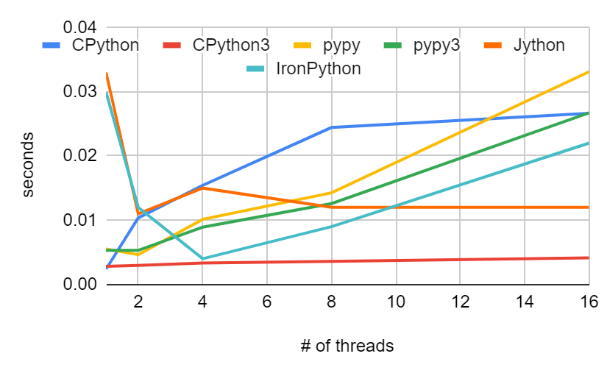 0.04
CPython CPython3 pypy pypy3 Jython
IronPython
0.03
seconds
0.02
0.01
0.00
2 4 6 8 10 12 14 16
# of threads